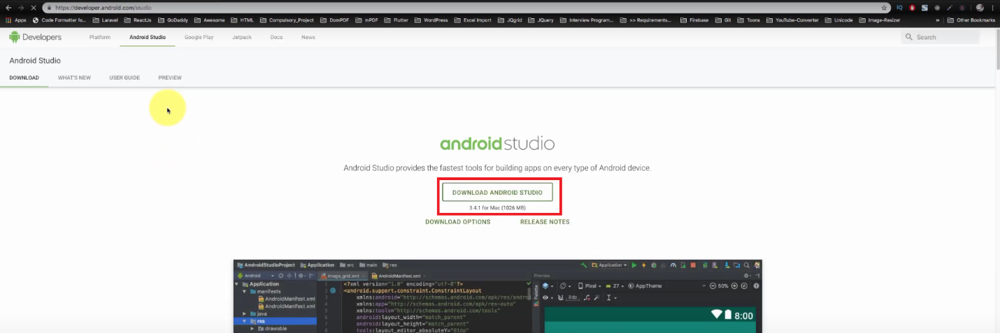 https://developer.android.com/studio
Apps Code Formatter fo... Laravel ReactJs GoDaddy Awesome HTML Compulsory_Project DomPDF mPDF Flutter WordPress Excel Import JQgrid JQuery Interview Program... >> Requirements... Firebase Git Toons YouTube-Converter Unicode Image-Resizer » Other Bookmarks
Developers Platform Android Studio Google Play Jetpack Docs News Search
Android Studio
DOWNLOAD WHAT'S NEW USER GUIDE PREVIEW
androidstudio
Android Studio provides the fastest tools for building apps on every type of Android device.
DOWNLOAD ANDROID STUDIO
3.4.1 for Mac (1026 MB)
DOWNLOAD OPTIONS RELEASE NOTES
AndroidStudioProject Application src main res Application
Android image_grid.xml AndroidManifest.xml Preview
Application 1 <?xml version="1.0" encoding="utf-8"?> Pixel 27 AppTheme » 50%
manifests 2 <android.support.constraint.ConstraintLayout
AndroidManifest.xml 3 xmlns:android="http://schemas.android.com/apk/res/andro 8dp
AndroidManifest.xml 4 xmlns:app="http://schemas.android.com/apk/res-auto"
java 5 xmlns:tools="http://schemas.android.com/tools"
res 6 android:layout_width="match_parent" 8:00
drawable 7 android:layout_height="match_parent"
8 tools:layout_editor_absoluteY="81dp"
Palette